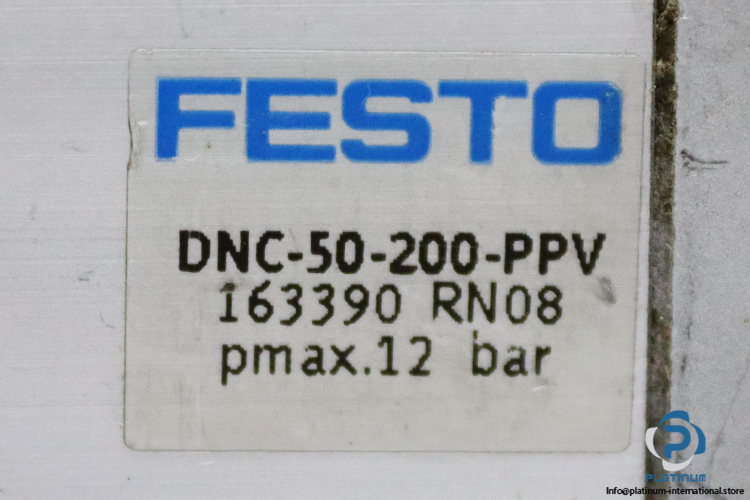 FESTO
DNC-50-200-PPV
163390 RN08
pmax.12 bar
PLATINUM
Info@platinum-international.store